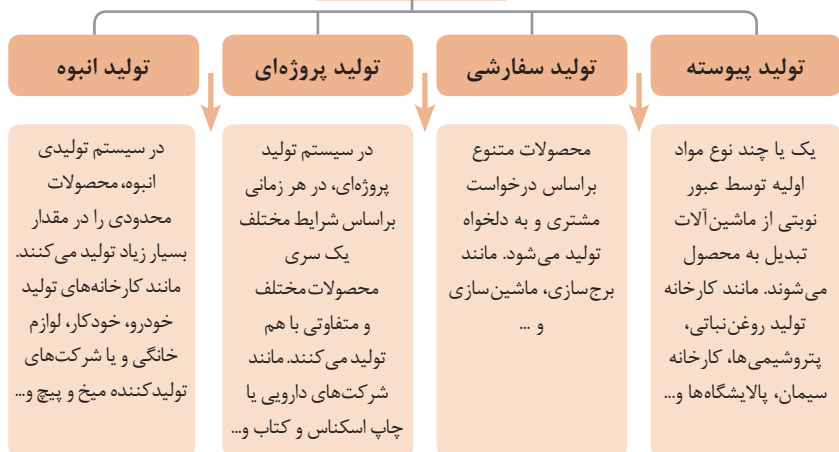 تولید پیوسته
یک یا چند نوع مواد
اولیه توسط عبور
نوبتی از ماشین‌آلات
تبدیل به محصول
می‌شوند. مانند کارخانه
تولید روغن‌نباتی،
پتروشیمی‌ها، کارخانه
سیمان، پالایشگاه‌ها و...
تولید سفارشی
محصولات متنوع
براساس درخواست
مشتری و به دلخواه
تولید می‌شود. مانند
برج‌سازی، ماشین‌سازی
و ...
تولید پروژه‌ای
در سیستم تولید
پروژه‌ای، در هر زمانی
براساس شرایط مختلف
یک سری
محصولات مختلف
و متفاوتی با هم
تولید می‌کنند. مانند
شرکت‌های دارویی یا
چاپ اسکناس و کتاب و...
تولید انبوه
در سیستم تولیدی
انبوه، محصولات
محدودی را در مقدار
بسیار زیاد تولید می‌کنند.
مانند کارخانه‌های تولید
خودرو، خودکار، لوازم
خانگی و یا شرکت‌های
تولیدکننده میخ و پیچ و...